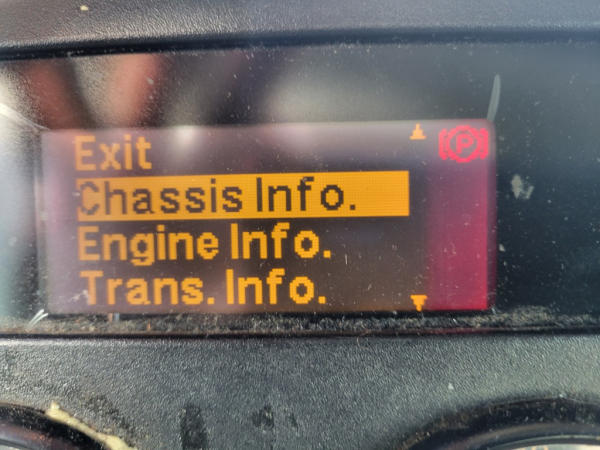 Exit
Chassis Info.
Engine Info.
Trans. Info.
P